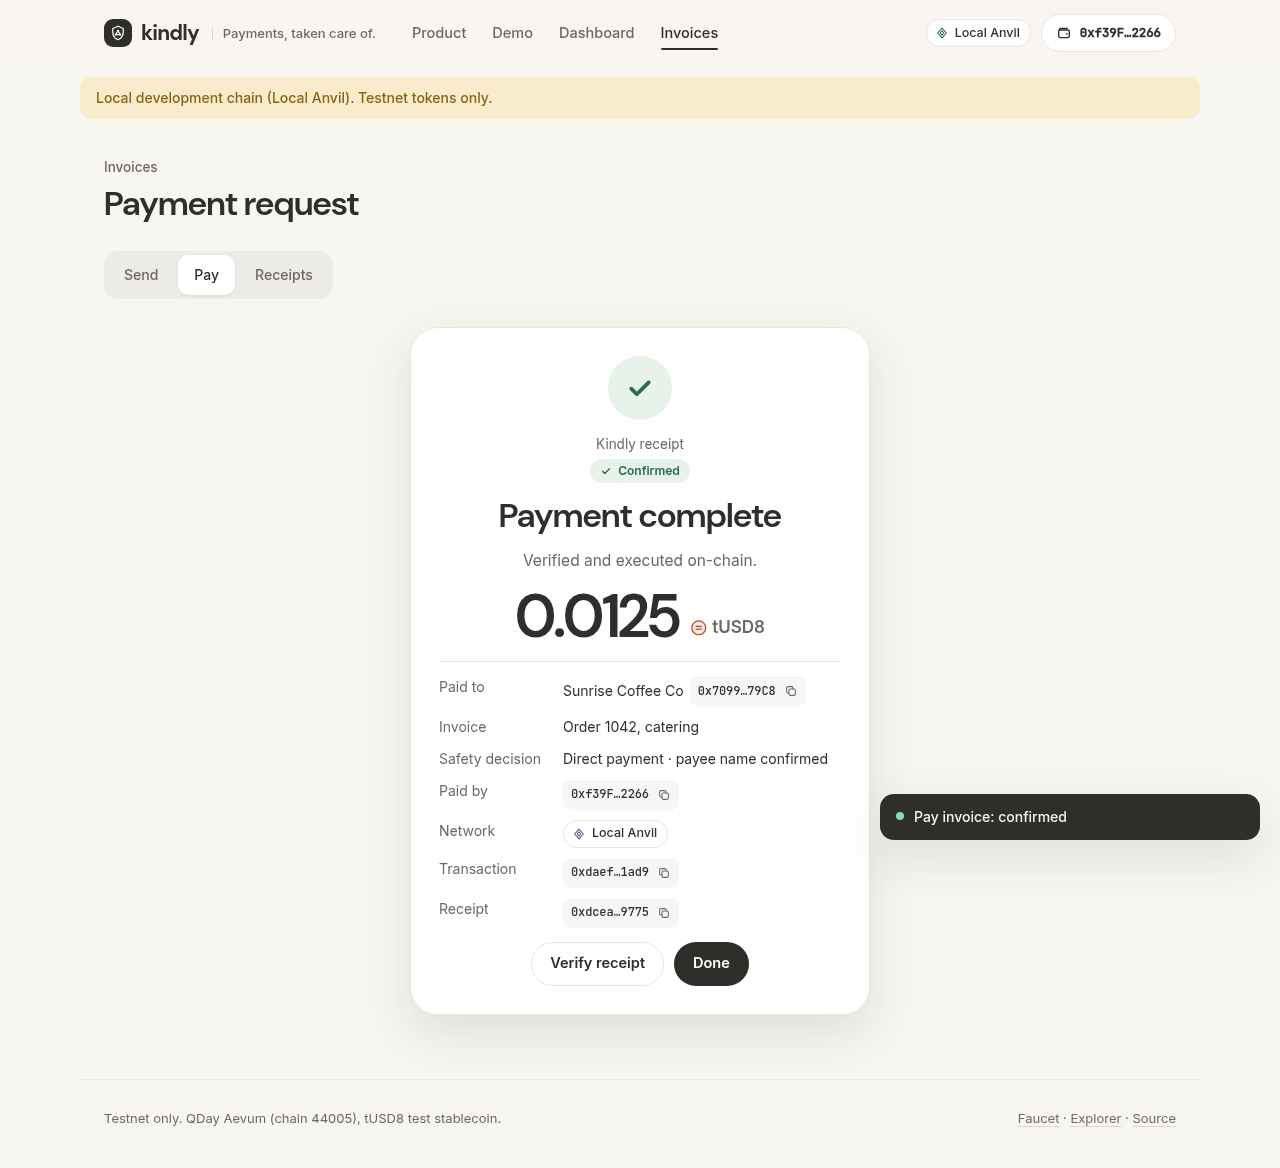 kindly
Payments, taken care of.
Product
Demo
Dashboard
Invoices
Local Anvil
0xf39F…2266
Local development chain (Local Anvil). Testnet tokens only.
Invoices
Payment request
Send
Pay
Receipts
Kindly receipt
Confirmed
Payment complete
Verified and executed on-chain.
0.0125 tUSD8
Paid to Sunrise Coffee Co 0x7099…79C8
Invoice Order 1042, catering
Safety decision Direct payment · payee name confirmed
Paid by 0xf39F…2266
Network Local Anvil
Transaction 0xdaef…1ad9
Receipt 0xdcea…9775
Verify receipt
Done
Pay invoice: confirmed
Testnet only. QDay Aevum (chain 44005), tUSD8 test stablecoin.
Faucet · Explorer · Source